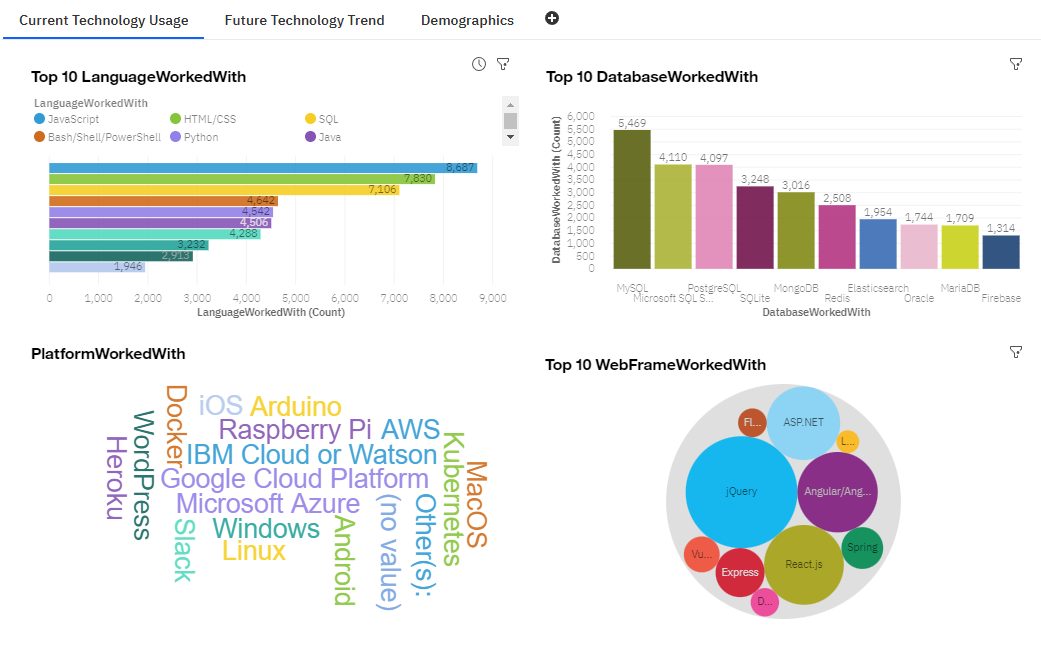 Current Technology Usage Future Technology Trend Demographics
Top 10 LanguageWorkedWith
LanguageWorkedWith
JavaScript HTML/CSS SQL
Bash/Shell/PowerShell Python Java
8,687
7,830
7,106
4,642
4,542
4,506
4,288
3,232
2,913
1,946
0 1,000 2,000 3,000 4,000 5,000 6,000 7,000 8,000 9,000
LanguageWorkedWith (Count)
Top 10 DatabaseWorkedWith
DatabaseWorkedWith (Count)
6,000
5,500
5,000
4,500
4,000
3,500
3,000
2,500
2,000
1,500
1,000
500
0
5,469
4,110
4,097
3,248
3,016
2,508
1,954
1,744
1,709
1,314
MySQL PostgreSQL MongoDB Elasticsearch MariaDB
Microsoft SQL S... SQLite Redis Oracle Firebase
DatabaseWorkedWith
PlatformWorkedWith
Docker
iOS Arduino
WordPress
Raspberry Pi AWS
Heroku
IBM Cloud or Watson
Kubernetes
MacOS
Google Cloud Platform
Microsoft Azure
(no value)
Other(s):
Slack
Windows
Android
Linux
Top 10 WebFrameWorkedWith
Fl...
ASP.NET
L...
jQuery
Angular/Ang...
Vu...
Express
React.js
Spring
D...